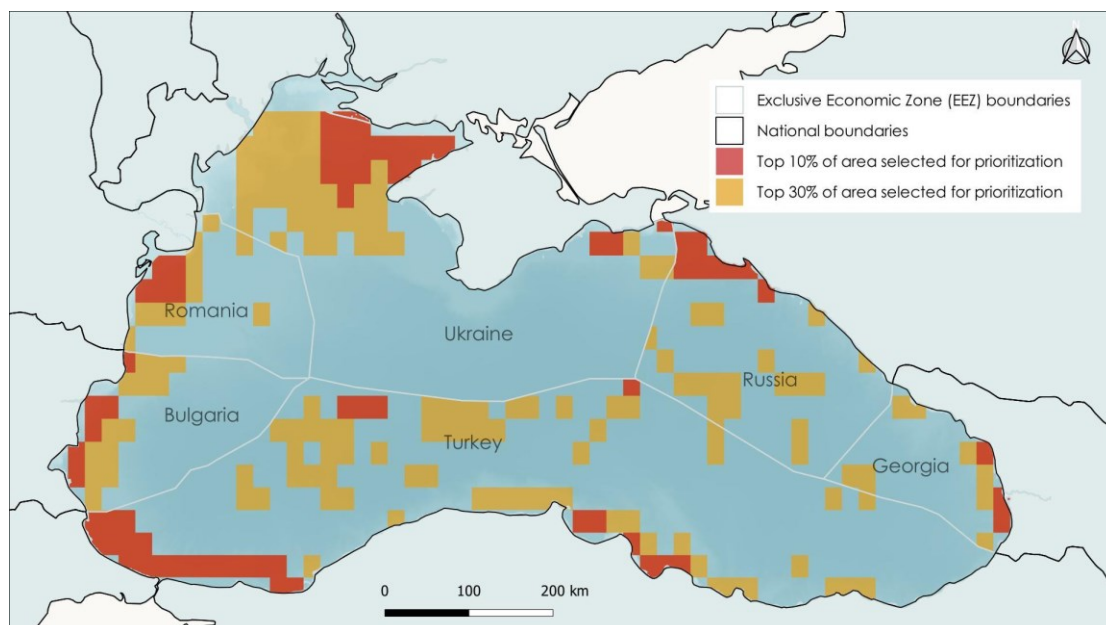 N
Exclusive Economic Zone (EEZ) boundaries
National boundaries
Top 10% of area selected for prioritization
Top 30% of area selected for prioritization
Romania
Ukraine
Russia
Bulgaria
Turkey
Georgia
0 100 200 km